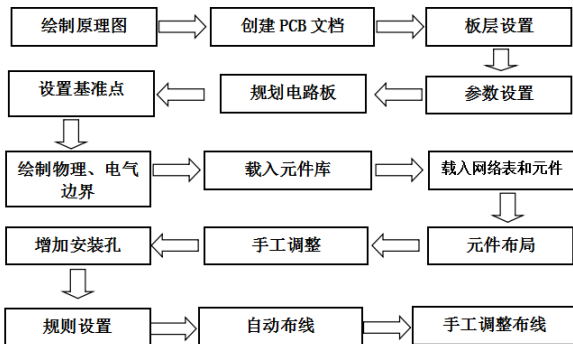 绘制原理图
创建 PCB 文档
板层设置
设置基准点
规划电路板
参数设置
绘制物理、电气
边界
载入元件库
载入网络表和元件
增加安装孔
手工调整
元件布局
规则设置
自动布线
手工调整布线